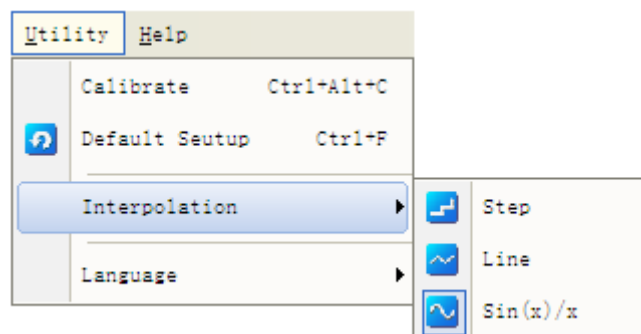 Utility Help
Calibrate Ctrl+Alt+C
Default Seutup Ctrl+F
Interpolation
Step
Line
Language
Sin(x)/x